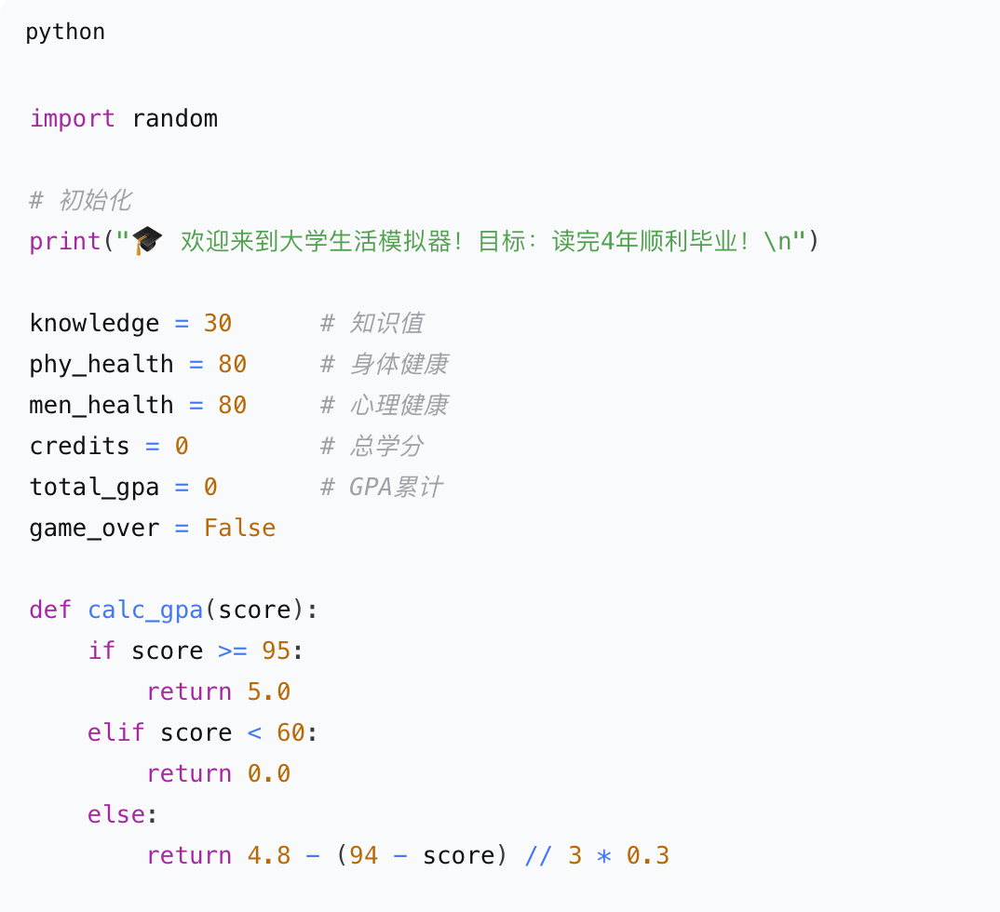 python
import random
# 初始化
print("🎓 欢迎来到大学生活模拟器！目标：读完4年顺利毕业！\n")
knowledge = 30      # 知识值
phy_health = 80     # 身体健康
men_health = 80     # 心理健康
credits = 0         # 总学分
total_gpa = 0       # GPA累计
game_over = False
def calc_gpa(score):
    if score >= 95:
        return 5.0
    elif score < 60:
        return 0.0
    else:
        return 4.8 - (94 - score) // 3 * 0.3